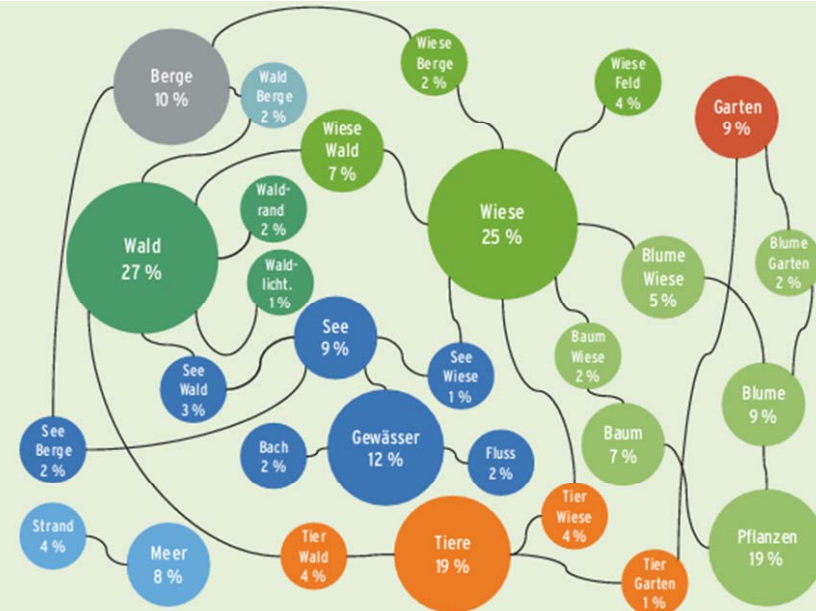 Berge
10 %
Wald
Berge
2 %
Wiese
Berge
2 %
Wiese
Feld
4 %
Garten
9 %
Wiese
Wald
7 %
Wald-
rand
2 %
Wald
27 %
Wald-
licht.
1 %
Wiese
25 %
Blume
Wiese
5 %
Blume
Garten
2 %
See
9 %
See
Wald
3 %
See
Wiese
1 %
Baum
Wiese
2 %
Blume
9 %
See
Berge
2 %
Bach
2 %
Gewässer
12 %
Fluss
2 %
Baum
7 %
Strand
4 %
Meer
8 %
Tier
Wald
4 %
Tiere
19 %
Tier
Wiese
4 %
Tier
Garten
1 %
Pflanzen
19 %